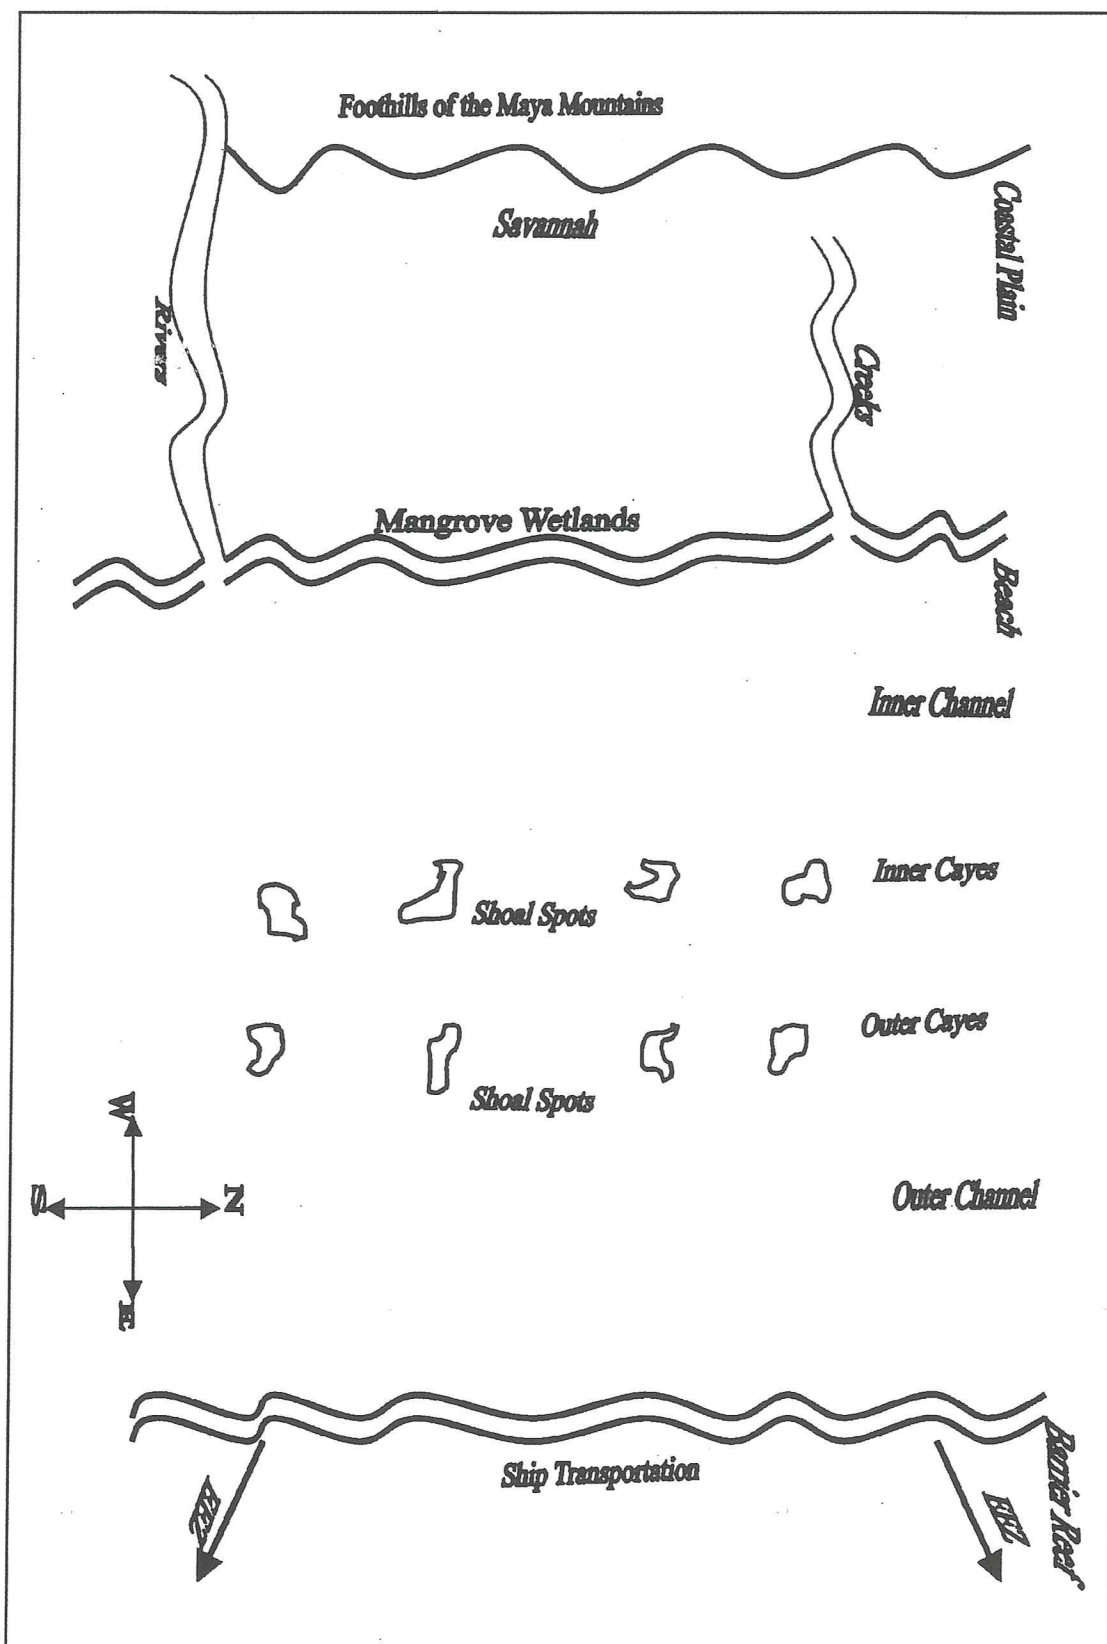 Foothills of the Maya Mountains
Coastal Plain
Savannah
Rivers
Creeks
Mangrove Wetlands
Beach
Inner Channel
Inner Cayes
Shoal Spots
Outer Cayes
Shoal Spots
W
S
N
E
Outer Channel
Ship Transportation
Barrier Reef
EEZ
EEZ